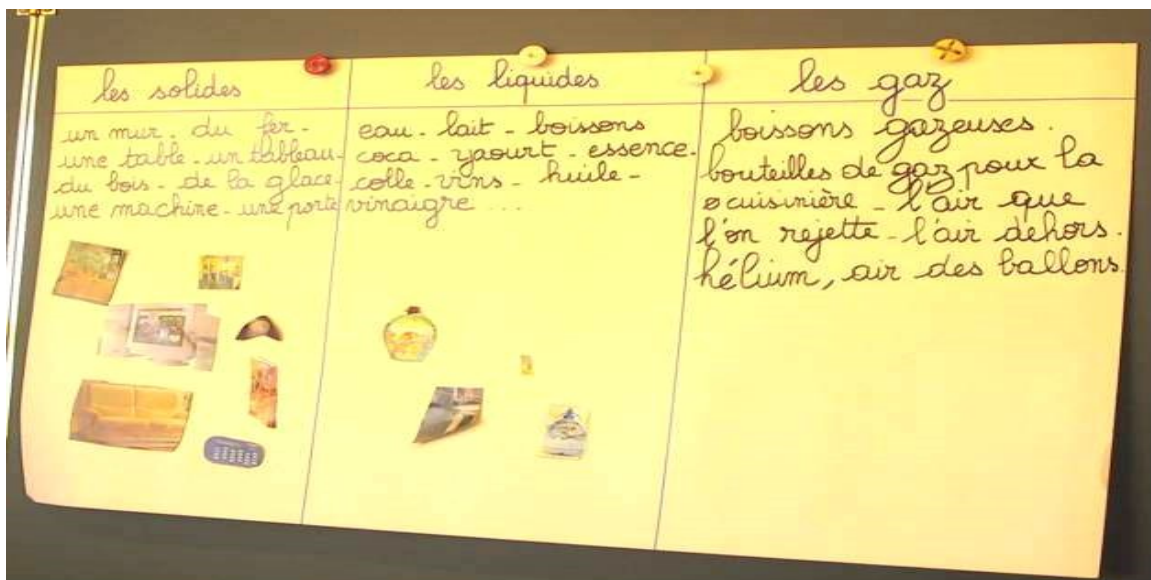 les solides
un mur. du fer-
une table-un tableau-
du bois-de la glace-
une machine-une porte
les liquides
eau-lait-boissons
coca-yaourt-essence.
colle-vins-huile-
vinaigre ...
les gaz
boissons gazeuses.
bouteilles de gaz pour la
cuisinière-l'air que
l'on rejette-l'air dehors.
hélium, air des ballons.